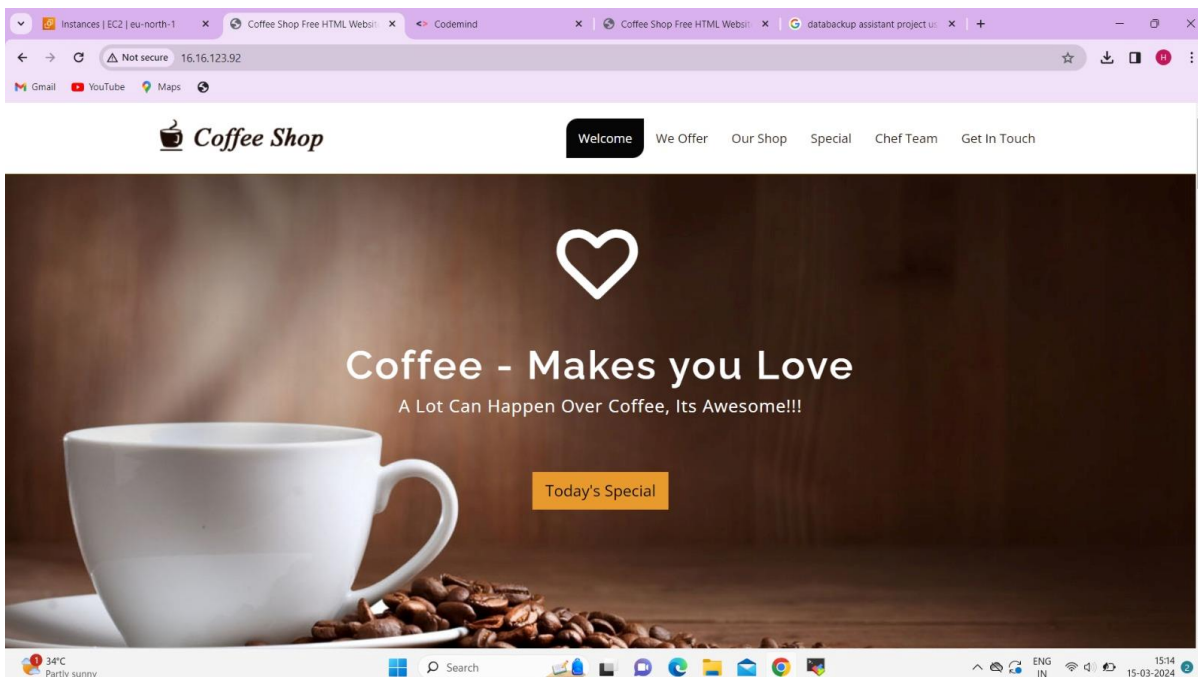 Instances | EC2 | eu-north-1
Coffee Shop Free HTML Websit
Codemind
Coffee Shop Free HTML Websit
databackup assistant project us
Not secure 16.16.123.92
H
Gmail YouTube Maps
Coffee Shop
Welcome We Offer Our Shop Special Chef Team Get In Touch
Coffee - Makes you Love
A Lot Can Happen Over Coffee, Its Awesome!!!
Today's Special
1
34°C
Partly sunny
Search
ENG
IN
15:14
15-03-2024
2